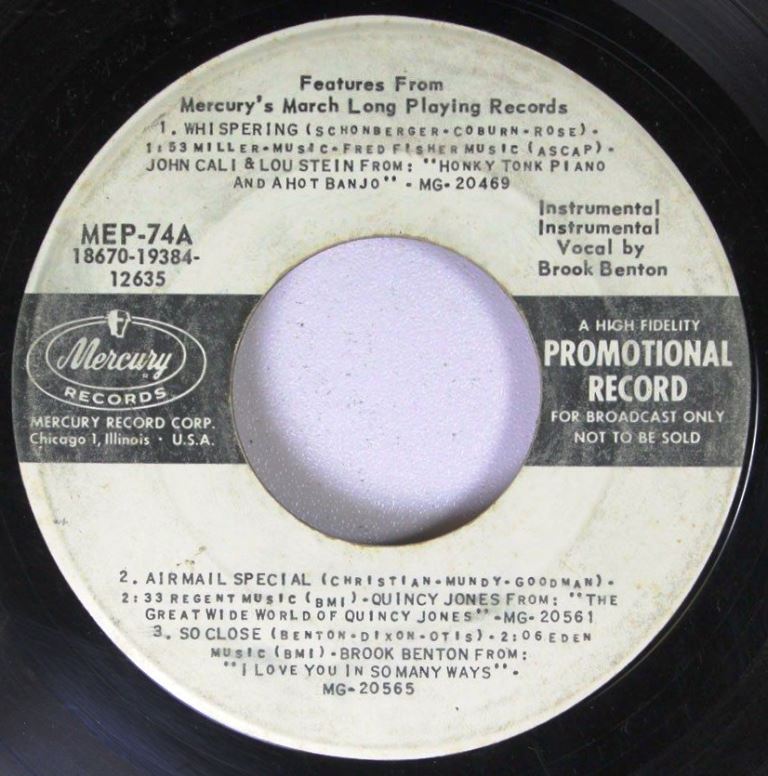 Features From
Mercury's March Long Playing Records
1. WHISPERING (SCHONBERGER-COBURN-ROSE)-
1:53 MILLER-MUSIC-FRED FISHER MUSIC (ASCAP)-
JOHN CALI & LOU STEIN FROM: "HONKY TONK PIANO
AND A HOT BANJO" - MG-20469
MEP-74A
18670-19384-
12635
Instrumental
Instrumental
Vocal by
Brook Benton
Mercury
RECORDS
MERCURY RECORD CORP.
Chicago 1, Illinois · U.S.A.
A HIGH FIDELITY
PROMOTIONAL
RECORD
FOR BROADCAST ONLY
NOT TO BE SOLD
2. AIRMAIL SPECIAL (CHRISTIAN-MUNDY-GOODMAN)-
2:33 REGENT MUSIC (BMI)-QUINCY JONES FROM: "THE
GREAT WIDE WORLD OF QUINCY JONES"-MG-20561
3. SO CLOSE (BENTON-DIXON-OTIS)-2:06 EDEN
MUSIC (BMI)-BROOK BENTON FROM:
"I LOVE YOU IN SO MANY WAYS"-
MG-20565